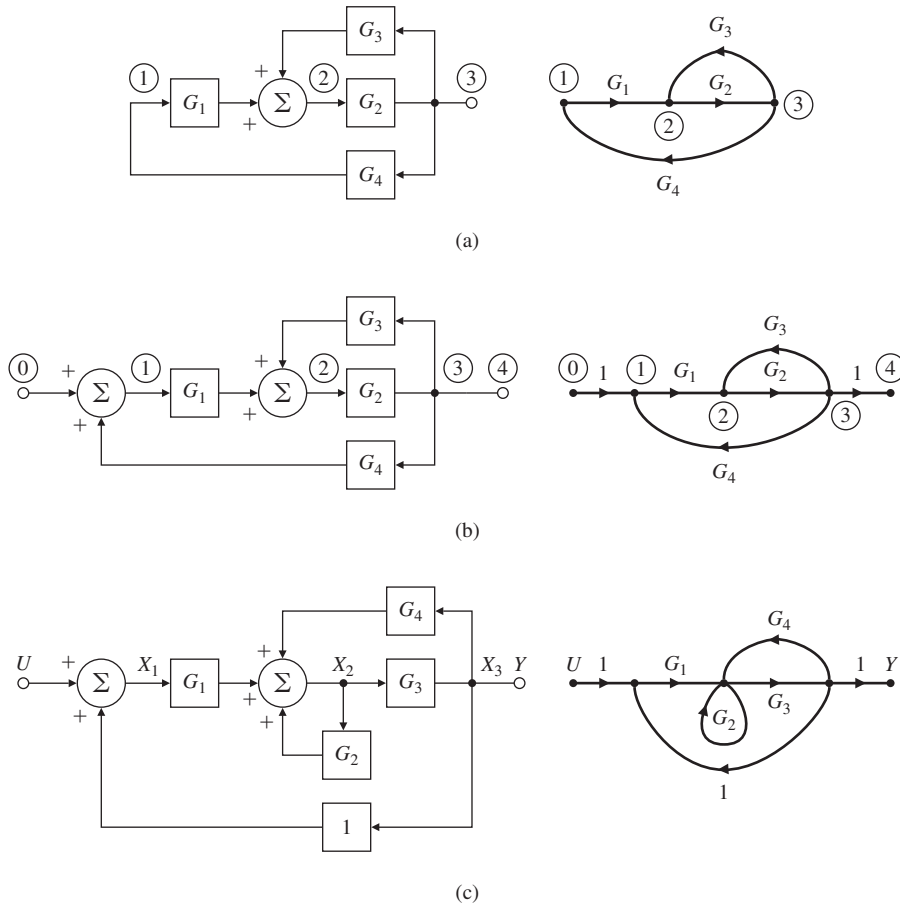 G3
1 + 2 3
G1 Σ G2
+
G4
G3
1 G1 G2 3
2
G4
(a)
G3
0 + 1 + 2 3 4
Σ G1 Σ G2
+ +
G4
G3
0 1 1 G1 G2 1 4
2 3
G4
(b)
G4
U + X1 + X2 X3 Y
Σ G1 Σ G3
+ + +
G2
1
G4
U 1 G1 1 Y
G2 G3
1
(c)